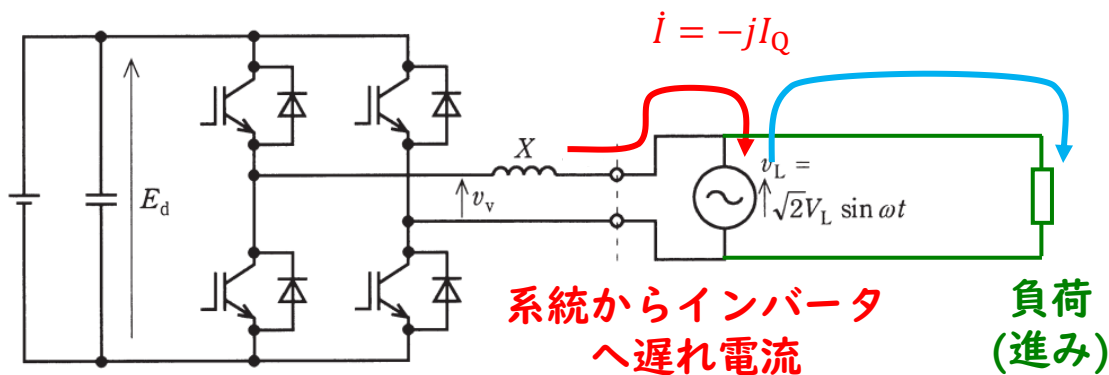 İ = −jI_Q
X
E_d
v_v
v_L =
√2V_L sin ωt
系統からインバータ
へ遅れ電流
負荷
(進み)